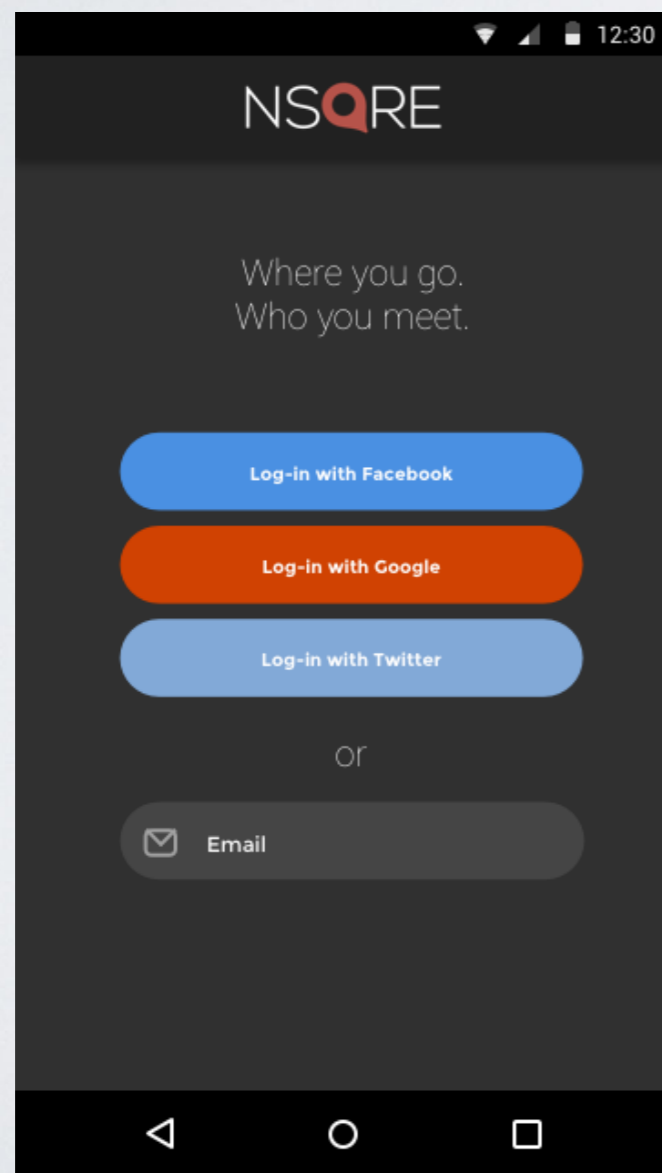 12:30
NSQRE
Where you go.
Who you meet.
Log-in with Facebook
Log-in with Google
Log-in with Twitter
or
Email